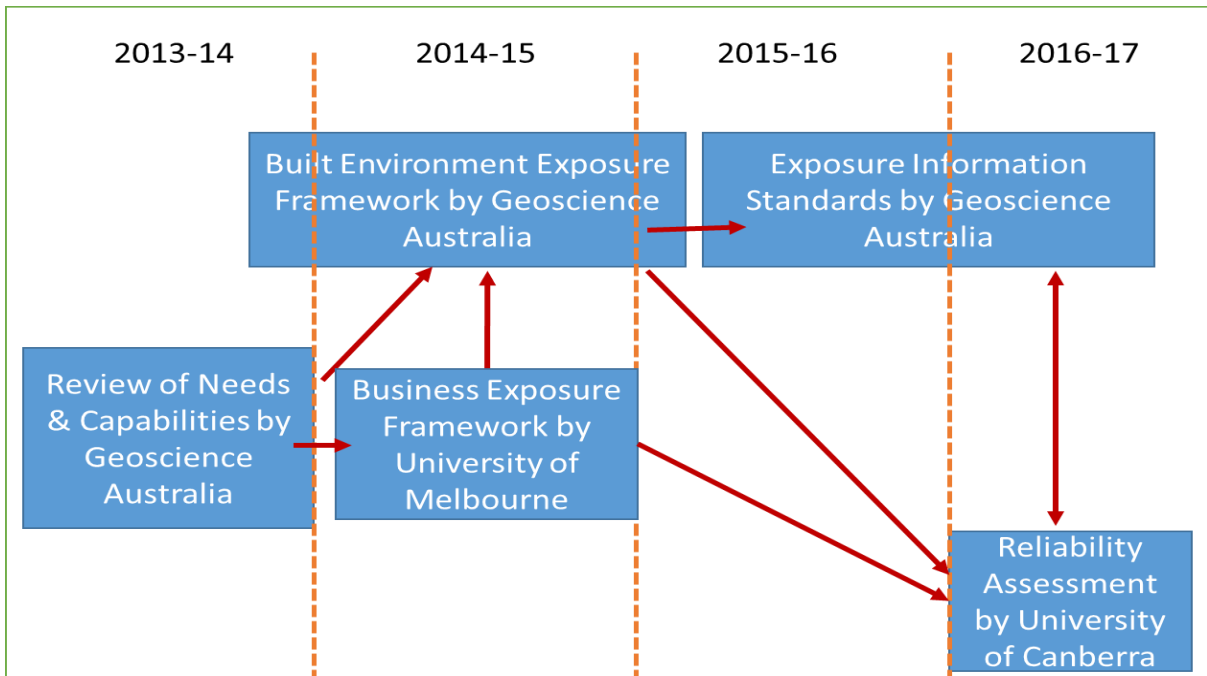 2013-14
2014-15
2015-16
2016-17
Built Environment Exposure
Framework by Geoscience
Australia
Exposure Information
Standards by Geoscience
Australia
Review of Needs
& Capabilities by
Geoscience
Australia
Business Exposure
Framework by
University of
Melbourne
Reliability
Assessment
by University
of Canberra